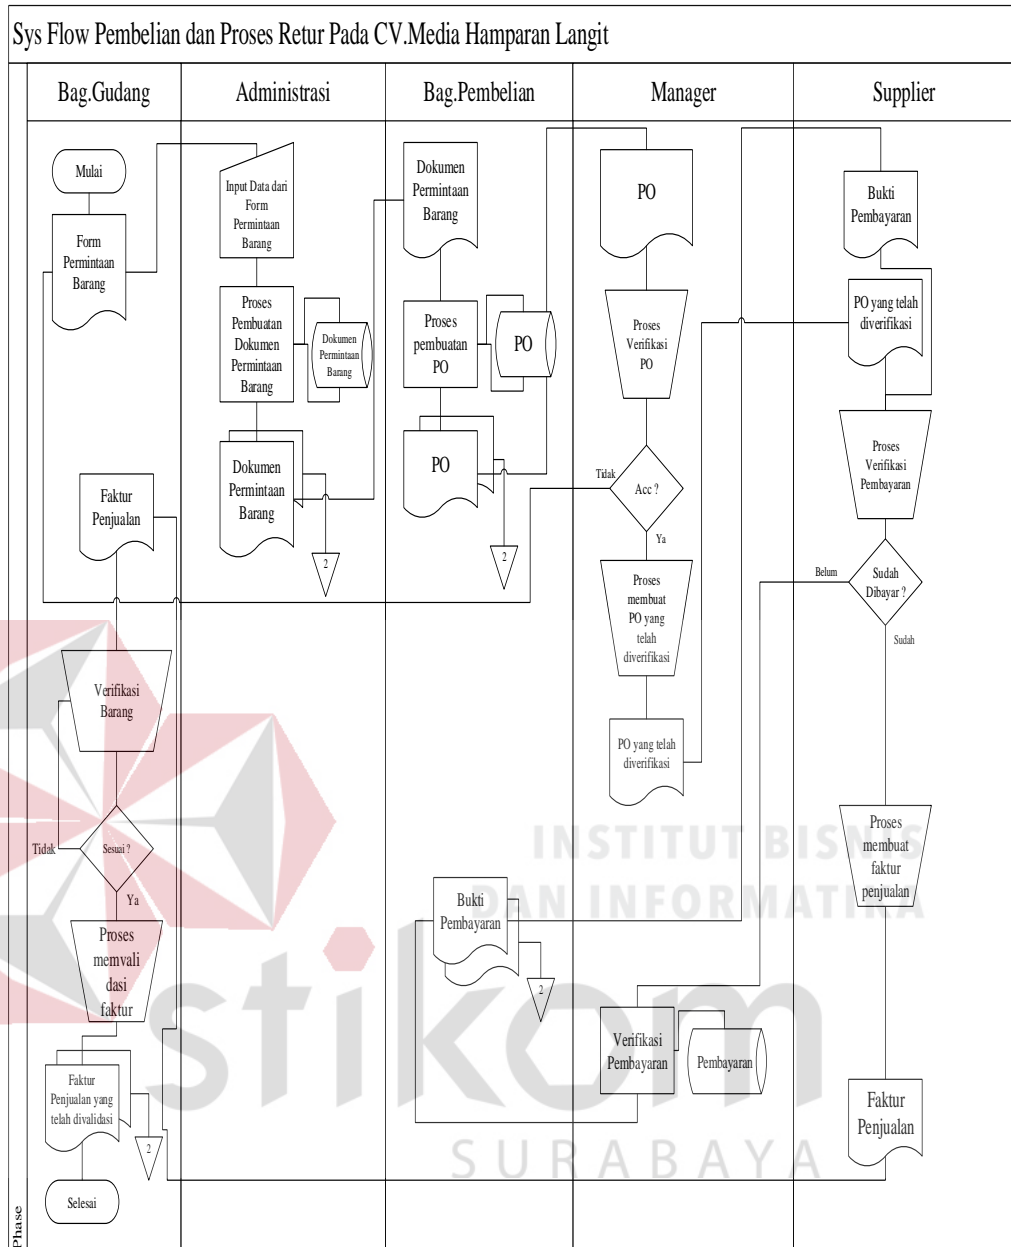 Sys Flow Pembelian dan Proses Retur Pada CV.Media Hamparan Langit
Bag.Gudang
Administrasi
Bag.Pembelian
Manager
Supplier
Mulai
Form
Permintaan
Barang
Faktur
Penjualan
Verifikasi
Barang
Sesuai ?
Tidak
Ya
Proses
memvali
dasi
faktur
Faktur
Penjualan yang
telah divalidasi
2
Selesai
Input Data dari
Form
Permintaan
Barang
Proses
Pembuatan
Dokumen
Permintaan
Barang
Dokumen
Permintaan
Barang
Dokumen
Permintaan
Barang
2
Dokumen
Permintaan
Barang
Proses
pembuatan
PO
PO
PO
2
Bukti
Pembayaran
2
PO
Proses
Verifikasi
PO
Acc ?
Tidak
Ya
Proses
membuat
PO yang
telah
diverifikasi
PO yang telah
diverifikasi
Verifikasi
Pembayaran
Pembayaran
Bukti
Pembayaran
PO yang telah
diverifikasi
Proses
Verifikasi
Pembayaran
Sudah
Dibayar ?
Belum
Sudah
Proses
membuat
faktur
penjualan
Faktur
Penjualan
Phase
INSTITUT BISNIS
DAN INFORMATIKA
stikom
SURABAYA